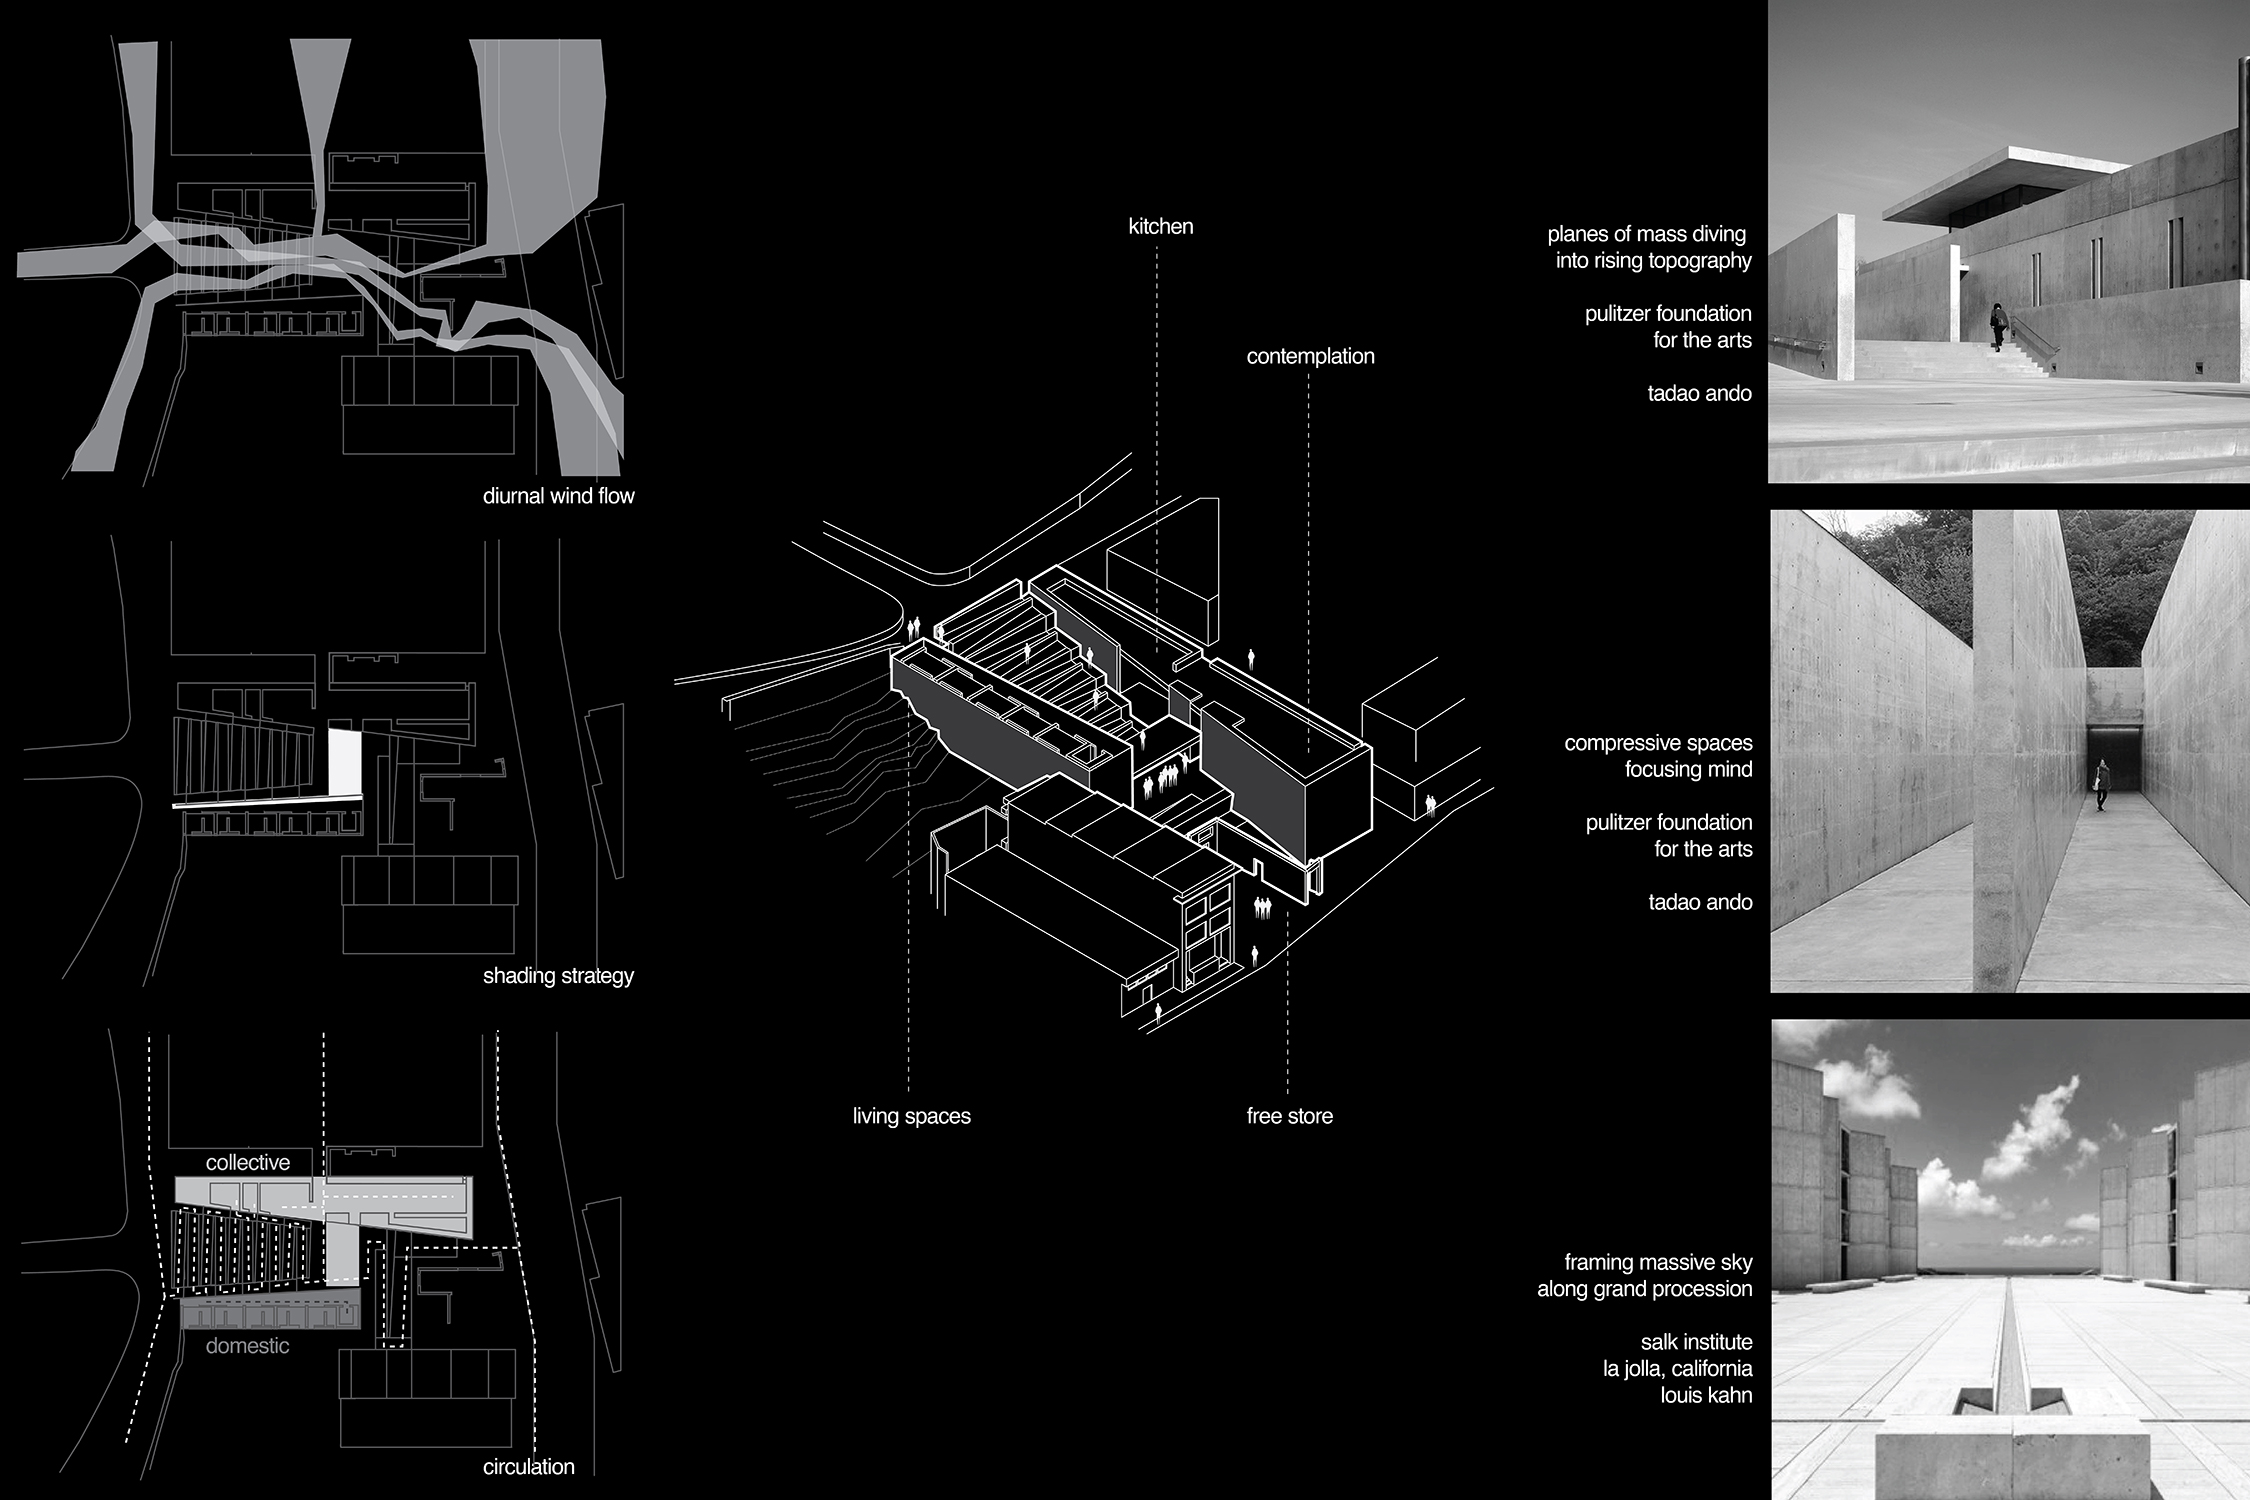 diurnal wind flow
shading strategy
collective
domestic
circulation
kitchen
contemplation
living spaces
free store
planes of mass diving
into rising topography
pulitzer foundation
for the arts
tadao ando
compressive spaces
focusing mind
pulitzer foundation
for the arts
tadao ando
framing massive sky
along grand procession
salk institute
la jolla, california
louis kahn